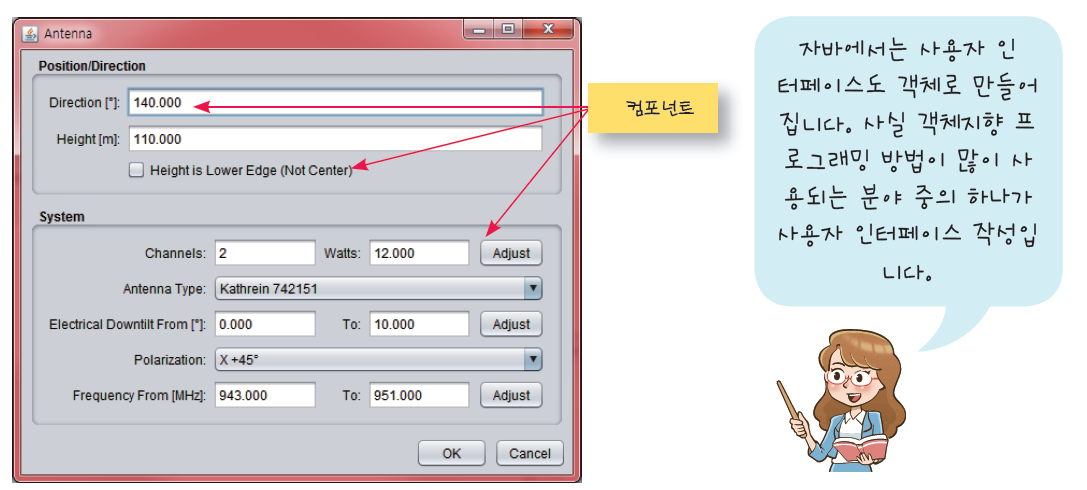 Antenna
Position/Direction
Direction [°]: 140.000
Height [m]: 110.000
Height is Lower Edge (Not Center)
System
Channels: 2 Watts: 12.000 Adjust
Antenna Type: Kathrein 742151
Electrical Downtilt From [°]: 0.000 To: 10.000 Adjust
Polarization: X +45°
Frequency From [MHz]: 943.000 To: 951.000 Adjust
OK Cancel
컴포넌트
자바에서는 사용자 인
터페이스도 객체로 만들어
집니다. 사실 객체지향 프
로그래밍 방법이 많이 사
용되는 분야 중의 하나가
사용자 인터페이스 작성입
니다.